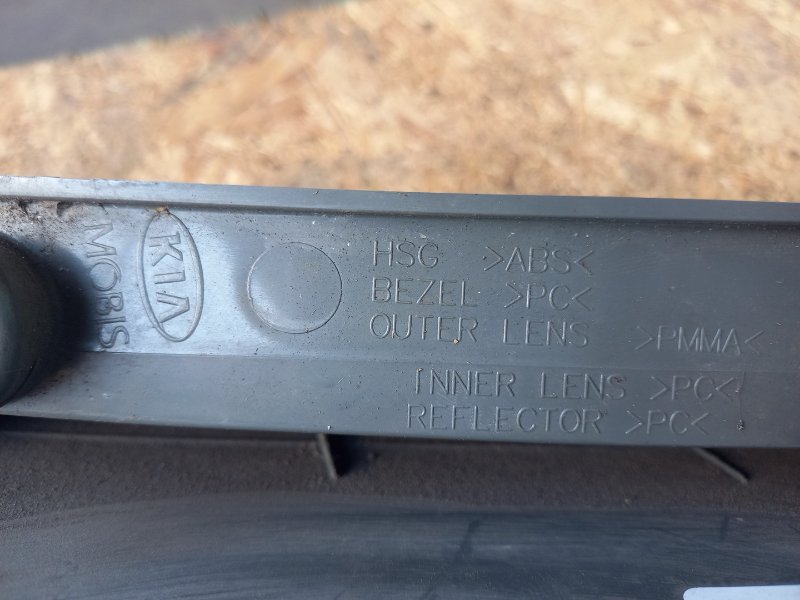 MOBIS
KIA
HSG >ABS<
BEZEL >PC<
OUTER LENS >PMMA<
INNER LENS >PC<
REFLECTOR >PC<